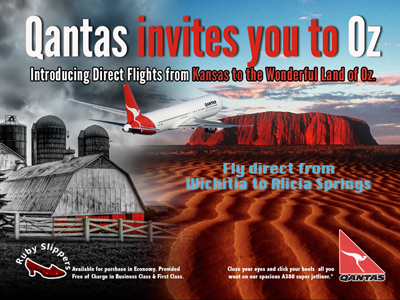 Qantas invites you to Oz
Introducing Direct Flights from Kansas to the Wonderful Land of Oz.
QANTAS
Fly direct from
Wichitia to Alicia Springs
Ruby Slippers
Available for purchase in Economy. Provided
Free of Charge in Business Class & First Class.
Close your eyes and click your heels all you
want on our spacious A380 super jetliner."
QANTAS